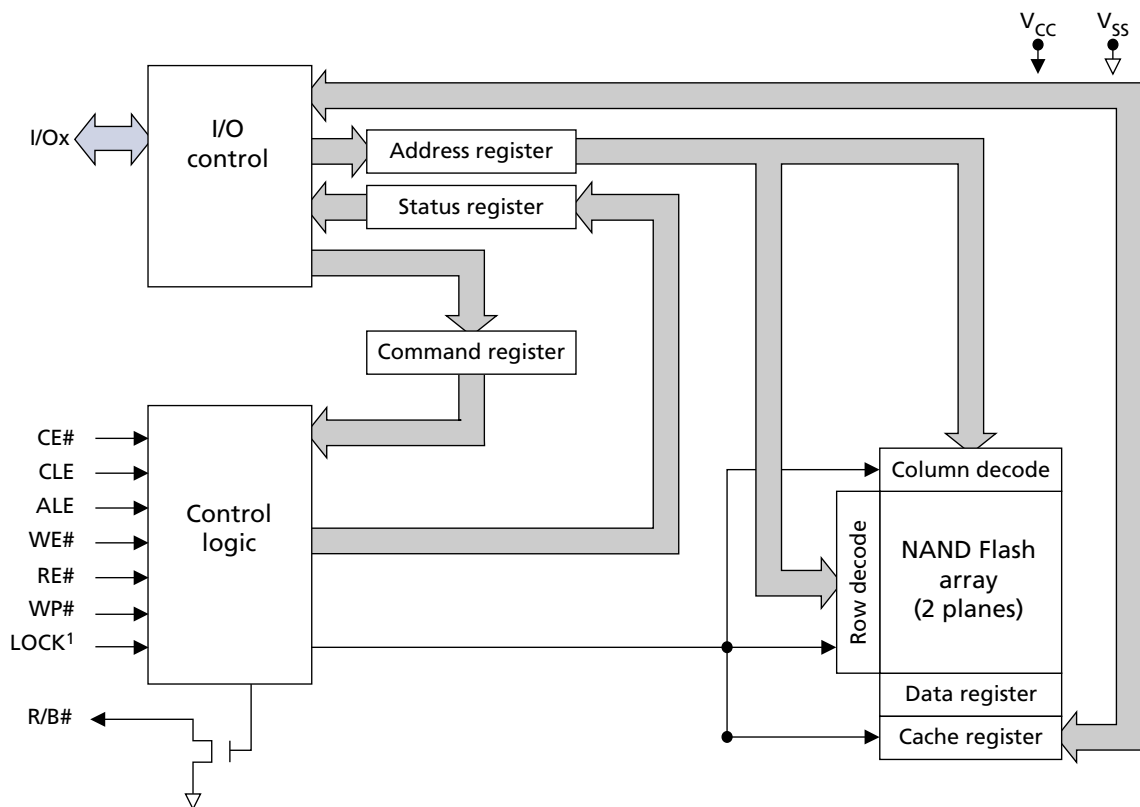 VCC
VSS
I/Ox
I/O
control
Address register
Status register
Command register
CE#
CLE
ALE
WE#
RE#
WP#
LOCK1
Control
logic
Column decode
Row decode
NAND Flash
array
(2 planes)
Data register
Cache register
R/B#